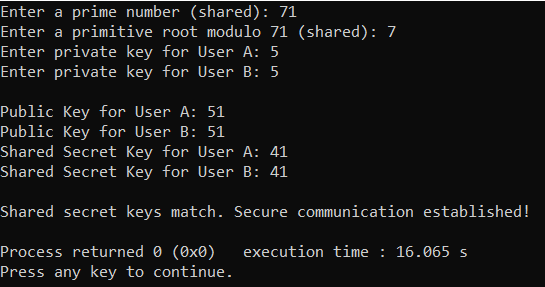 Enter a prime number (shared): 71
Enter a primitive root modulo 71 (shared): 7
Enter private key for User A: 5
Enter private key for User B: 5
Public Key for User A: 51
Public Key for User B: 51
Shared Secret Key for User A: 41
Shared Secret Key for User B: 41
Shared secret keys match. Secure communication established!
Process returned 0 (0x0)   execution time : 16.065 s
Press any key to continue.